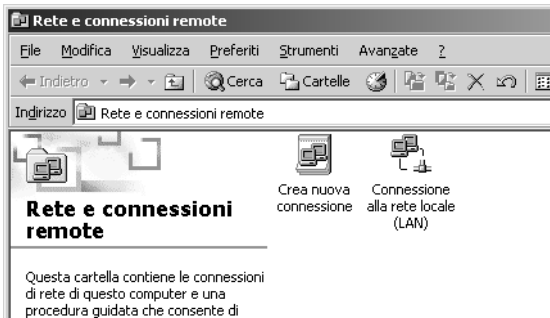 Rete e connessioni remote
File Modifica Visualizza Preferiti Strumenti Avanzate ?
Indietro Cerca Cartelle
Indirizzo Rete e connessioni remote
Rete e connessioni
remote
Questa cartella contiene le connessioni
di rete di questo computer e una
procedura guidata che consente di
Crea nuova
connessione
Connessione
alla rete locale
(LAN)